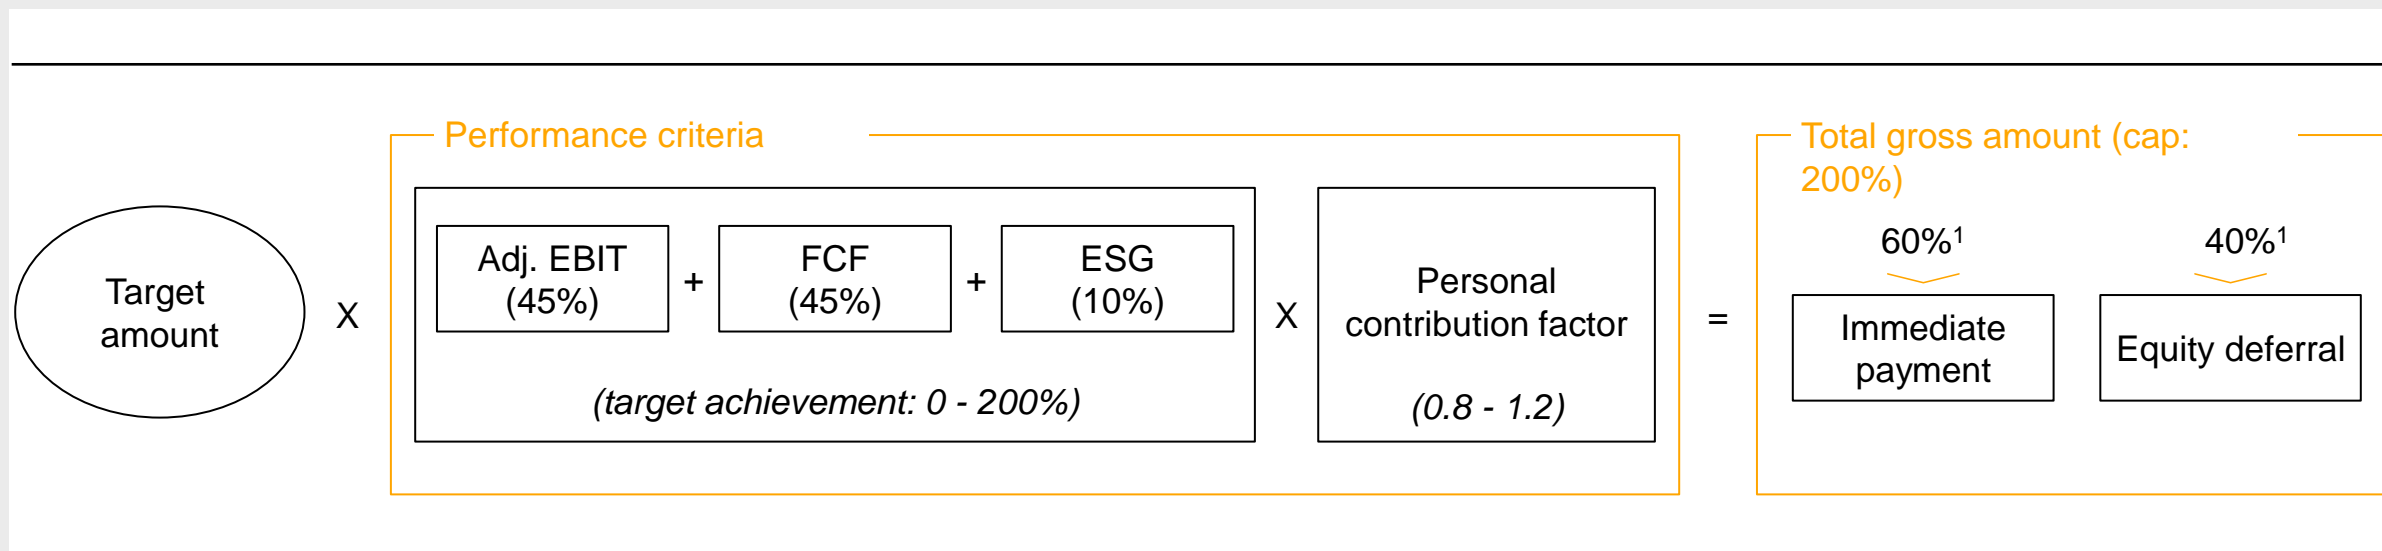 Performance criteria
Total gross amount (cap:
200%)
Target
amount
X
Adj. EBIT
(45%)
+
FCF
(45%)
+
ESG
(10%)
(target achievement: 0 - 200%)
X
Personal
contribution factor
(0.8 - 1.2)
=
60%¹
Immediate
payment
40%¹
Equity deferral